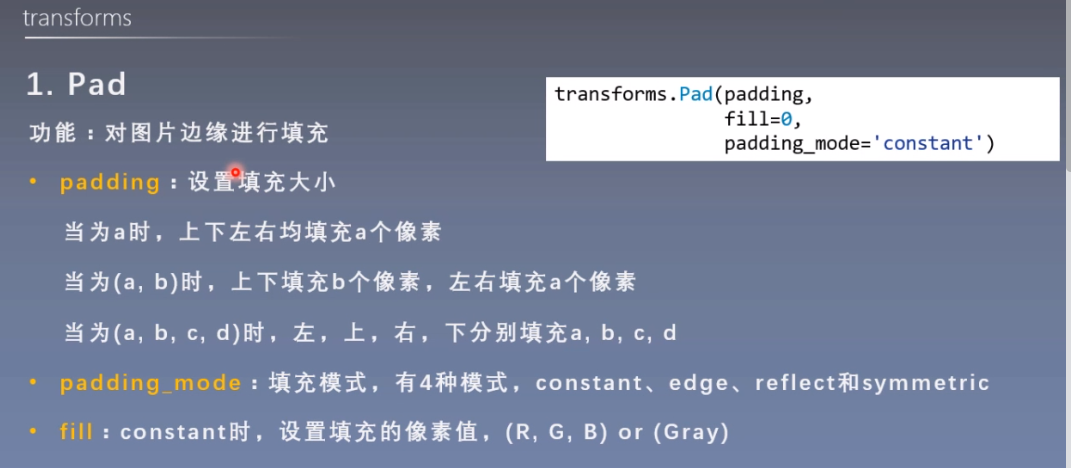 transforms
1. Pad
功能：对图片边缘进行填充
transforms.Pad(padding,
fill=0,
padding_mode='constant')
• padding：设置填充大小
当为a时，上下左右均填充a个像素
当为(a, b)时，上下填充b个像素，左右填充a个像素
当为(a, b, c, d)时，左，上，右，下分别填充a, b, c, d
• padding_mode：填充模式，有4种模式，constant、edge、reflect和symmetric
• fill：constant时，设置填充的像素值，(R, G, B) or (Gray)